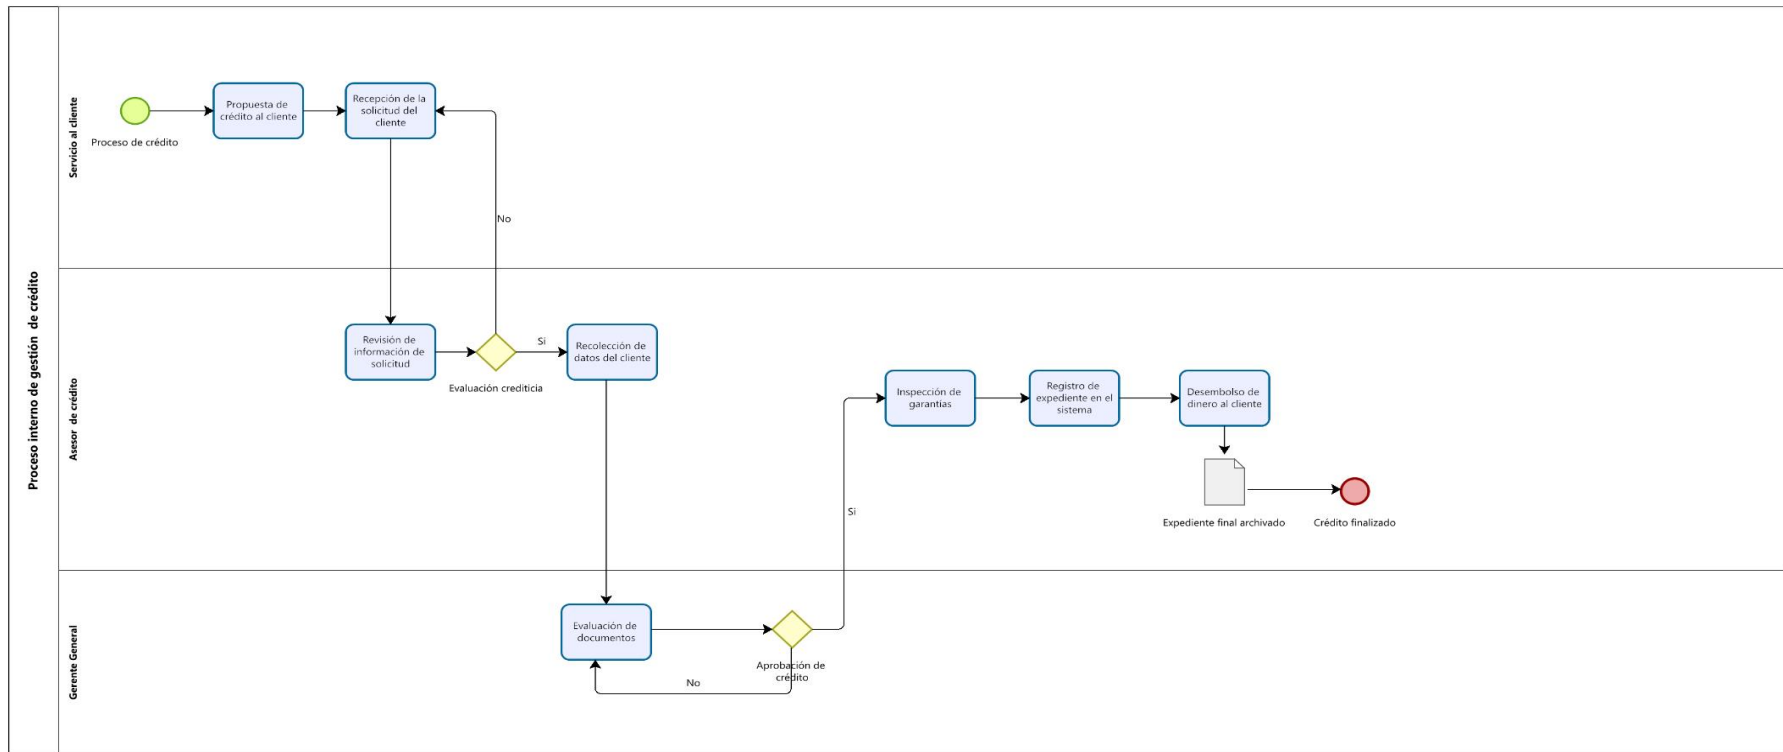 Proceso interno de gestión de crédito
Servicio al cliente
Proceso de crédito
Propuesta de
crédito al cliente
Recepción de la
solicitud del
cliente
No
Asesor de crédito
Revisión de
información de
solicitud
Evaluación crediticia
Si
Recolección de
datos del cliente
Inspección de
garantías
Registro de
expediente en el
sistema
Desembolso de
dinero al cliente
Expediente final archivado
Crédito finalizado
Si
Gerente General
Evaluación de
documentos
Aprobación de
crédito
No